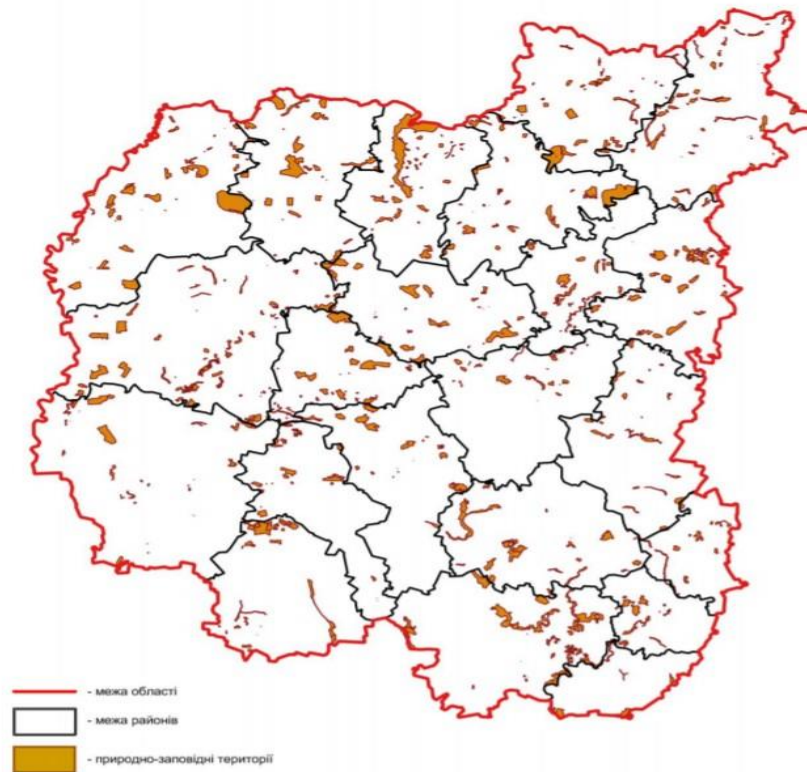 - межа області
- межа районів
- природно-заповідні території